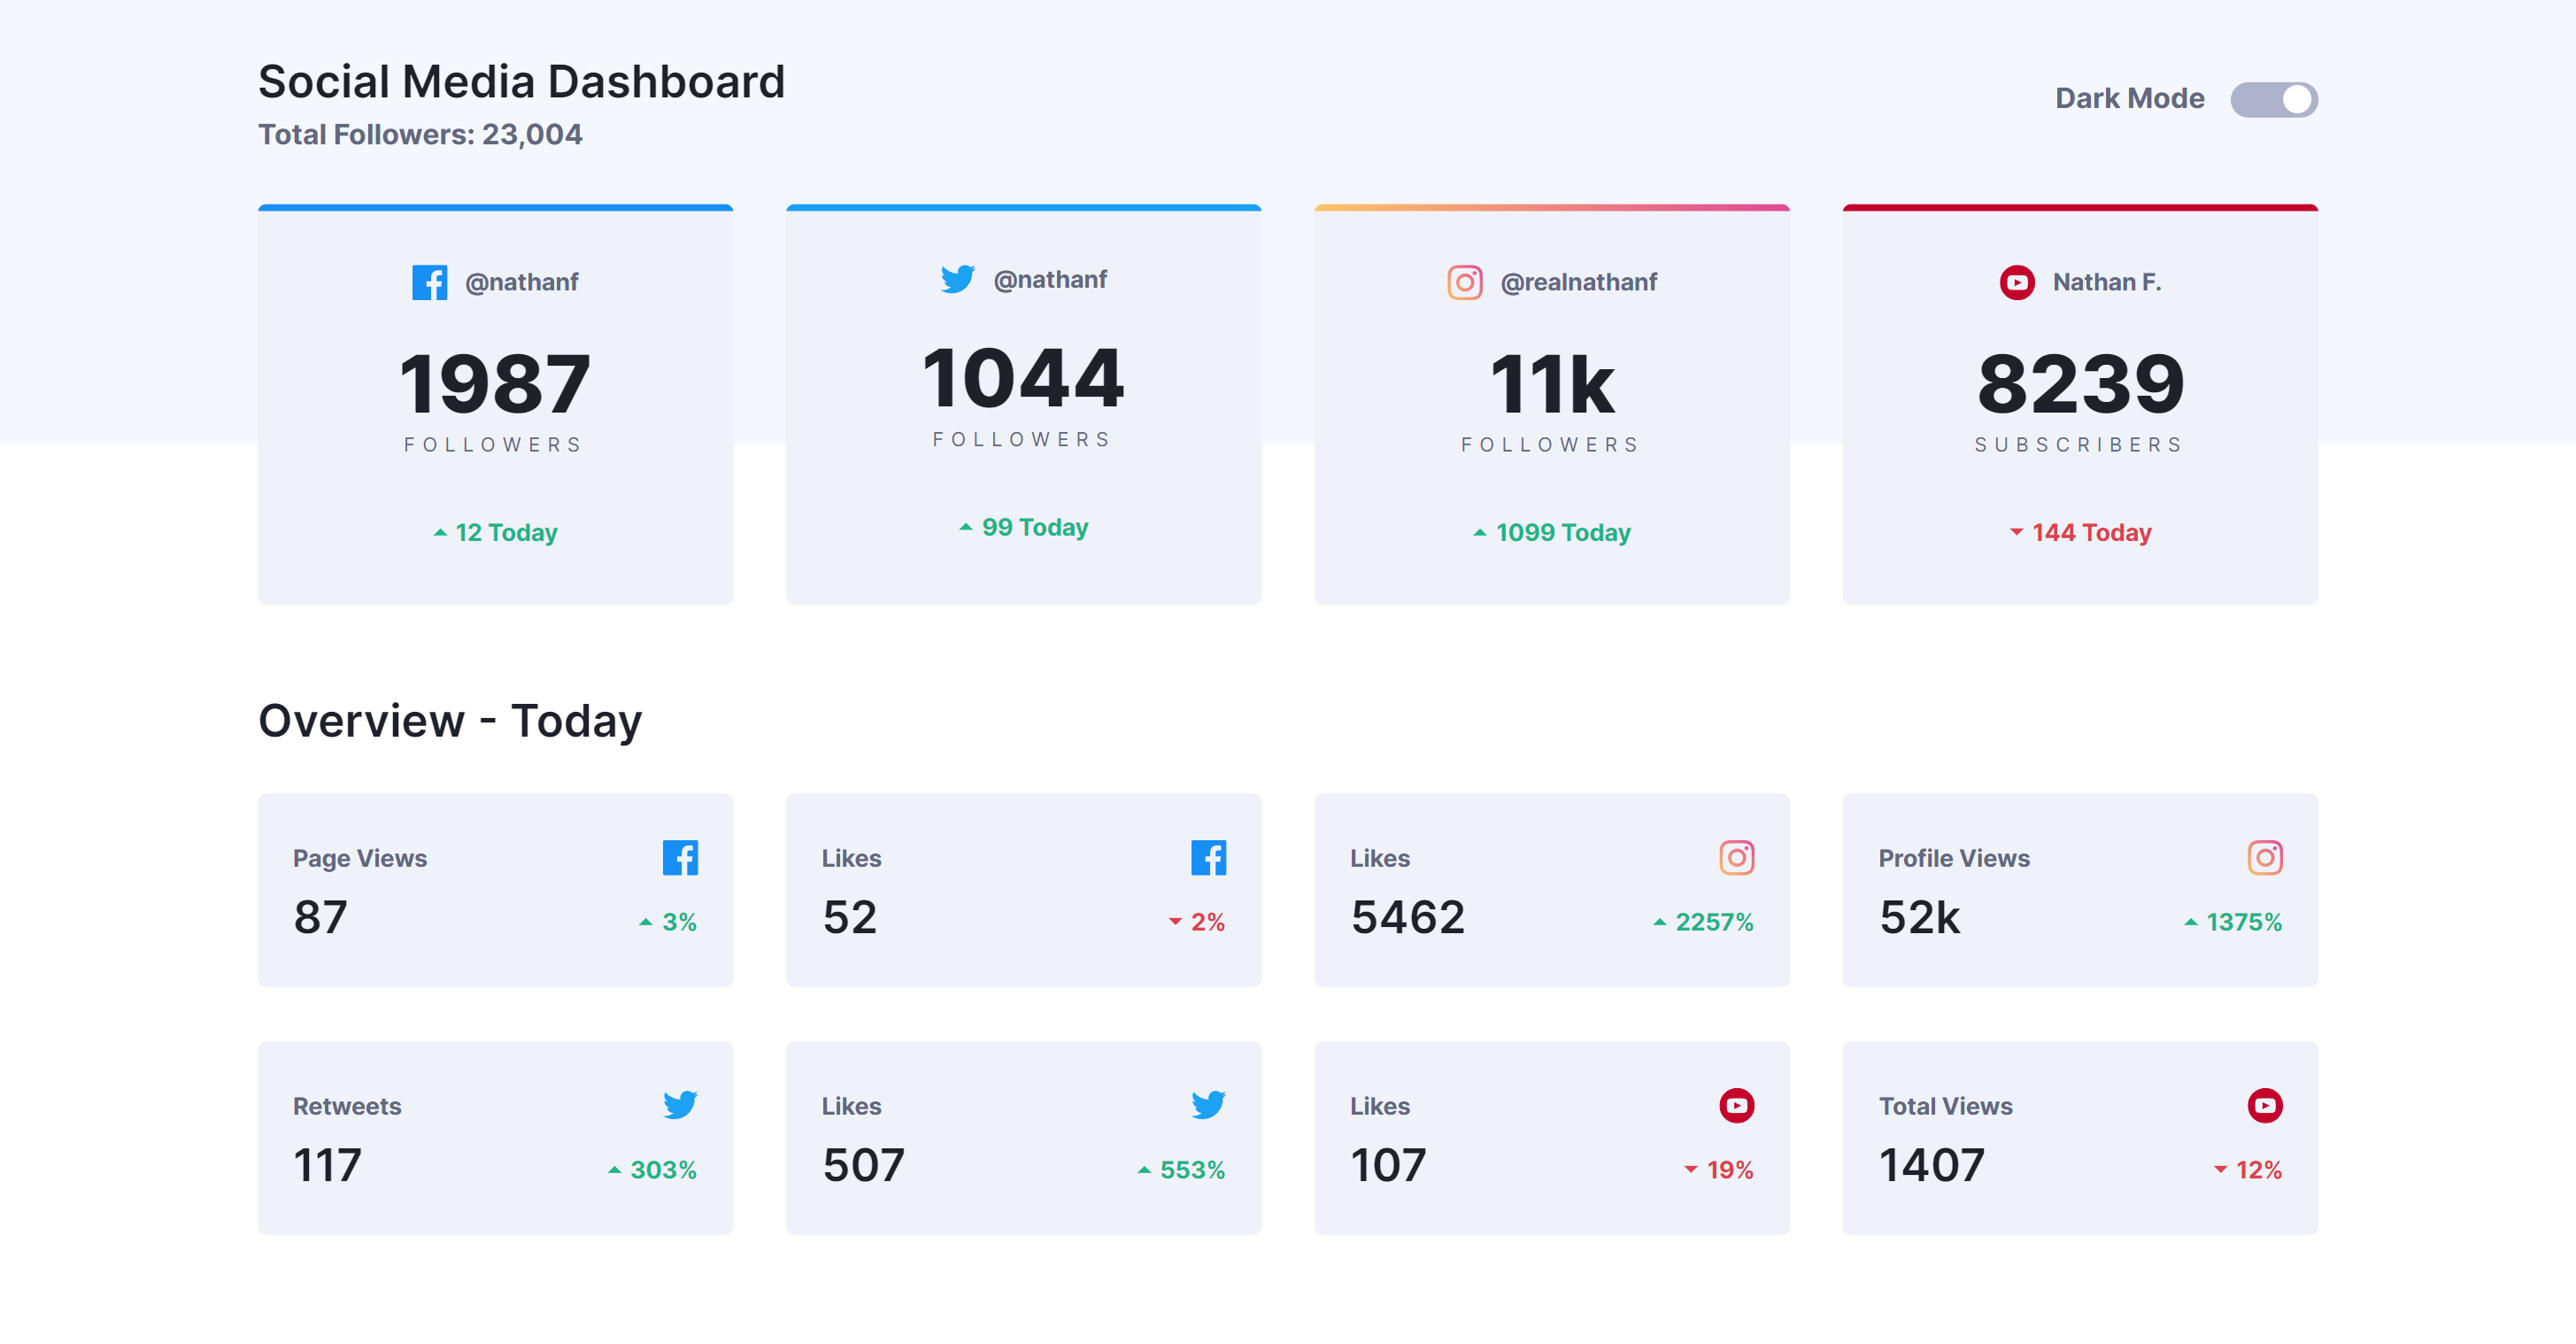 Social Media Dashboard
Total Followers: 23,004
Dark Mode
@nathanf
1987
FOLLOWERS
12 Today
@nathanf
1044
FOLLOWERS
99 Today
@realnathanf
11k
FOLLOWERS
1099 Today
Nathan F.
8239
SUBSCRIBERS
144 Today
Overview - Today
Page Views
87
3%
Likes
52
2%
Likes
5462
2257%
Profile Views
52k
1375%
Retweets
117
303%
Likes
507
553%
Likes
107
19%
Total Views
1407
12%